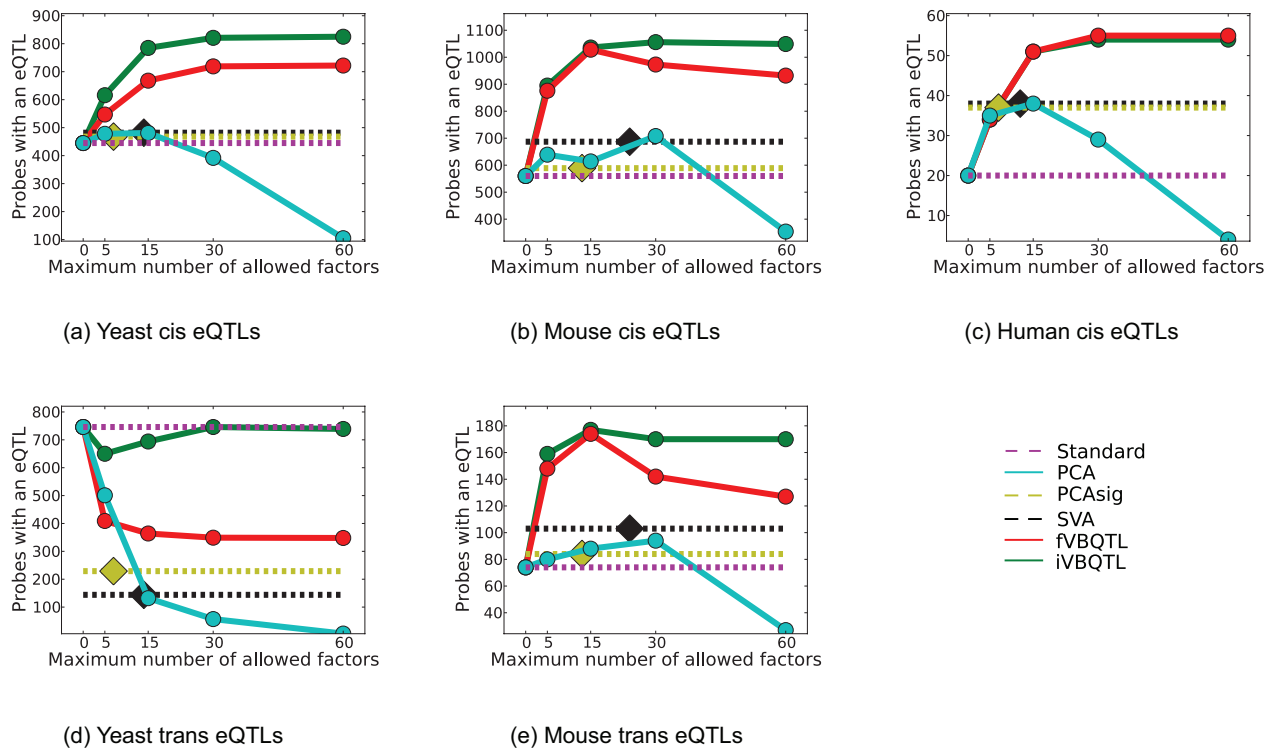 900
800
700
600
500
400
300
200
100
0 5 15 30 60
Probes with an eQTL
Maximum number of allowed factors
(a) Yeast cis eQTLs
1100
1000
900
800
700
600
500
400
0 5 15 30 60
Probes with an eQTL
Maximum number of allowed factors
(b) Mouse cis eQTLs
60
50
40
30
20
10
0 5 15 30 60
Probes with an eQTL
Maximum number of allowed factors
(c) Human cis eQTLs
800
700
600
500
400
300
200
100
0 5 15 30 60
Probes with an eQTL
Maximum number of allowed factors
(d) Yeast trans eQTLs
180
160
140
120
100
80
60
40
0 5 15 30 60
Probes with an eQTL
Maximum number of allowed factors
(e) Mouse trans eQTLs
Standard
PCA
PCAsig
SVA
fVBQTL
iVBQTL